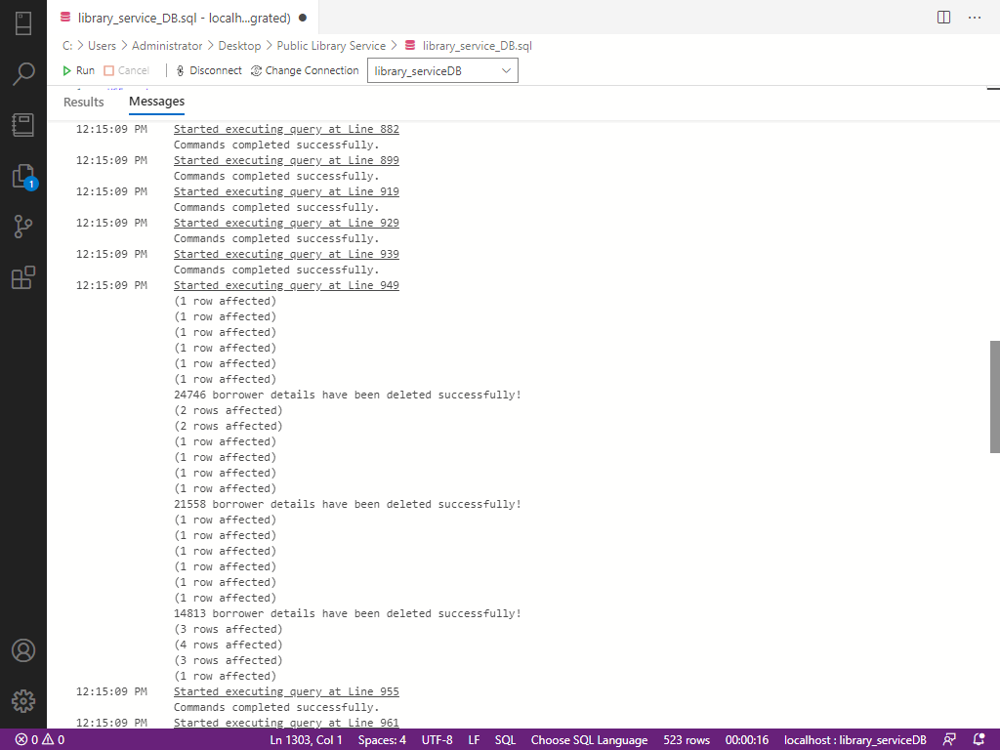 library_service_DB.sql - localh...grated)
C: > Users > Administrator > Desktop > Public Library Service > library_service_DB.sql
Run Cancel Disconnect Change Connection library_serviceDB
Results Messages
12:15:09 PM Started executing query at Line 882
Commands completed successfully.
12:15:09 PM Started executing query at Line 899
Commands completed successfully.
12:15:09 PM Started executing query at Line 919
Commands completed successfully.
12:15:09 PM Started executing query at Line 929
Commands completed successfully.
12:15:09 PM Started executing query at Line 939
Commands completed successfully.
12:15:09 PM Started executing query at Line 949
(1 row affected)
(1 row affected)
(1 row affected)
(1 row affected)
(1 row affected)
(1 row affected)
24746 borrower details have been deleted successfully!
(2 rows affected)
(2 rows affected)
(1 row affected)
(1 row affected)
(1 row affected)
(1 row affected)
21558 borrower details have been deleted successfully!
(1 row affected)
(1 row affected)
(1 row affected)
(1 row affected)
(1 row affected)
(1 row affected)
14813 borrower details have been deleted successfully!
(3 rows affected)
(4 rows affected)
(3 rows affected)
(1 row affected)
12:15:09 PM Started executing query at Line 955
Commands completed successfully.
12:15:09 PM Started executing query at Line 961
1
0 0 Ln 1303, Col 1 Spaces: 4 UTF-8 LF SQL Choose SQL Language 523 rows 00:00:16 localhost : library_serviceDB